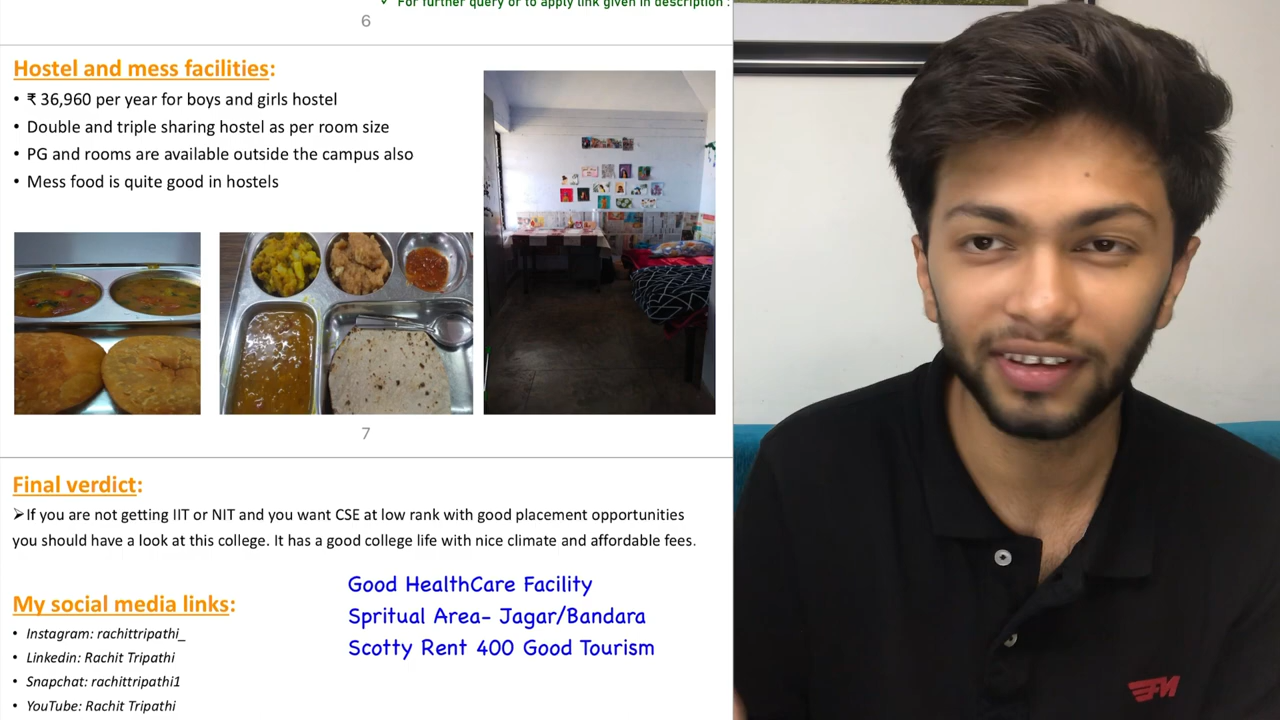 ✓ For further query or to apply link given in description :
6
Hostel and mess facilities:
• ₹ 36,960 per year for boys and girls hostel
• Double and triple sharing hostel as per room size
• PG and rooms are available outside the campus also
• Mess food is quite good in hostels
7
Final verdict:
➢If you are not getting IIT or NIT and you want CSE at low rank with good placement opportunities
you should have a look at this college. It has a good college life with nice climate and affordable fees.
Good HealthCare Facility
Spritual Area- Jagar/Bandara
Scotty Rent 400 Good Tourism
My social media links:
• Instagram: rachittripathi_
• Linkedin: Rachit Tripathi
• Snapchat: rachittripathi1
• YouTube: Rachit Tripathi